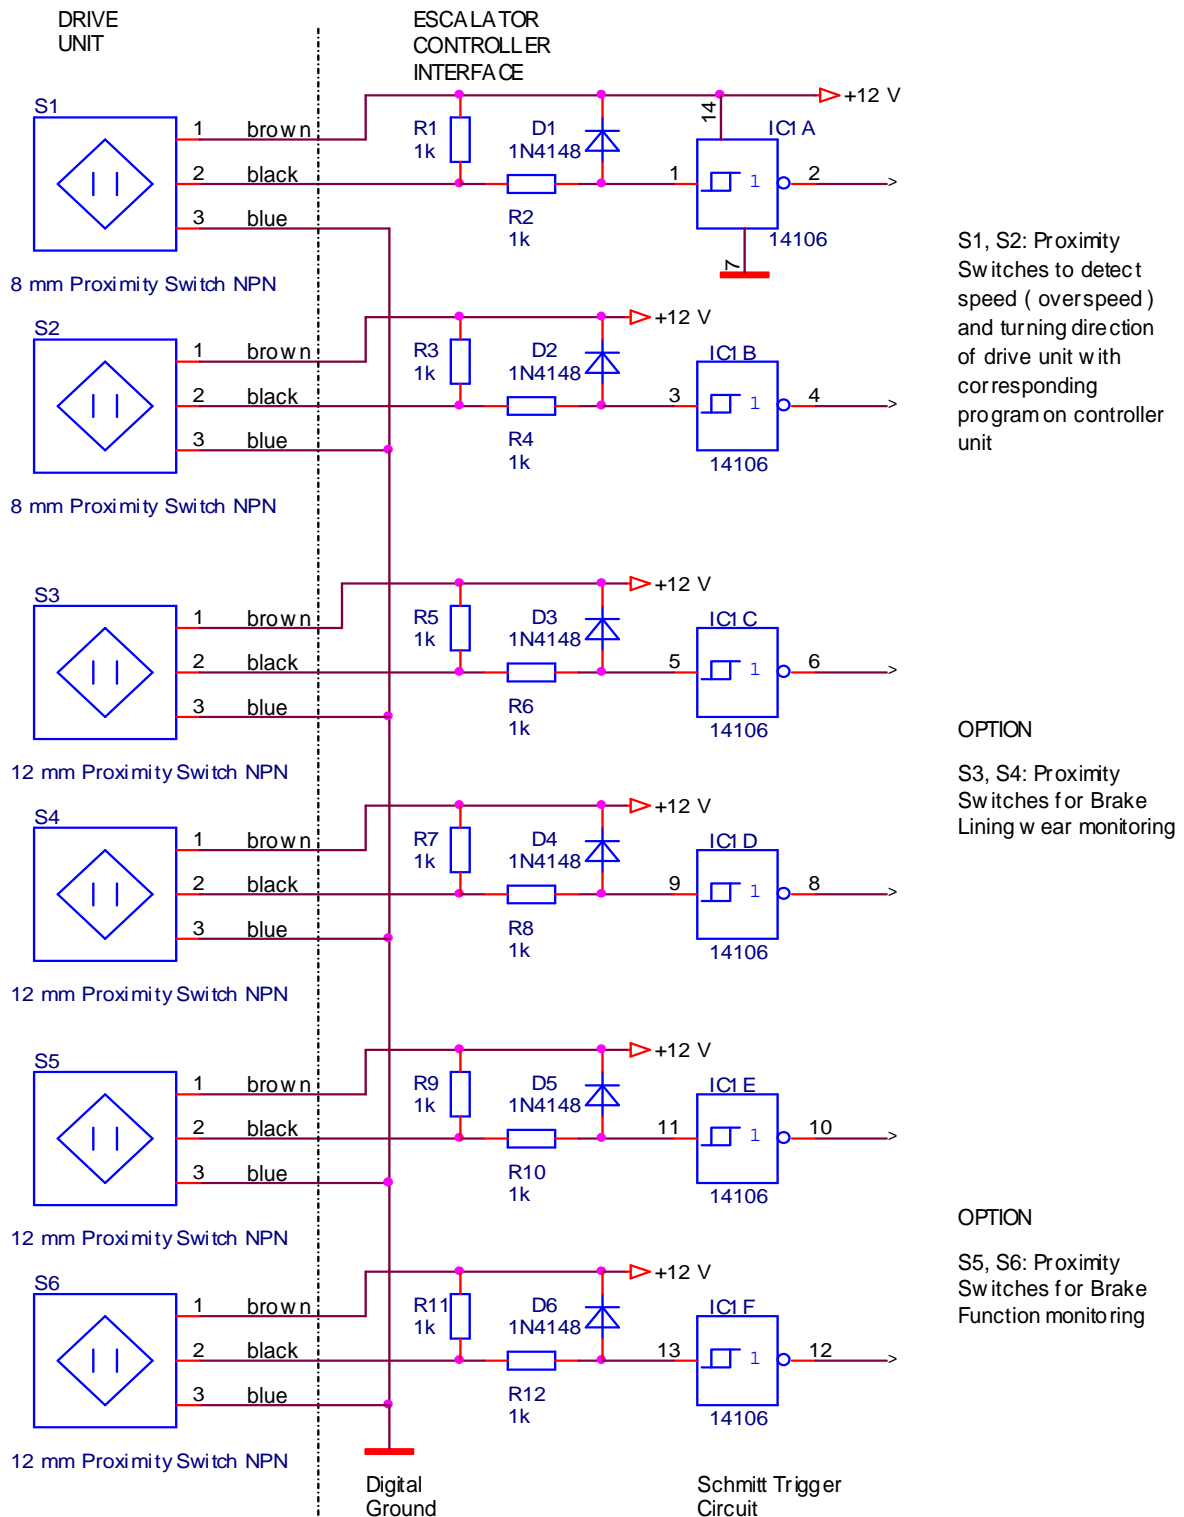 DRIVE
UNIT
ESCALATOR
CONTROLLER
INTERFACE
S1
1 brown
2 black
3 blue
8 mm Proximity Switch NPN
R1
1k
D1
1N4148
R2
1k
+12 V
14
IC1A
1
1
2
7
14106
S2
1 brown
2 black
3 blue
8 mm Proximity Switch NPN
R3
1k
D2
1N4148
R4
1k
+12 V
IC1B
3
1
4
14106
S1, S2: Proximity
Switches to detect
speed ( overspeed )
and turning direction
of drive unit with
corresponding
program on controller
unit
S3
1 brown
2 black
3 blue
12 mm Proximity Switch NPN
R5
1k
D3
1N4148
R6
1k
+12 V
IC1C
5
1
6
14106
S4
1 brown
2 black
3 blue
12 mm Proximity Switch NPN
R7
1k
D4
1N4148
R8
1k
+12 V
IC1D
9
1
8
14106
OPTION
S3, S4: Proximity
Switches for Brake
Lining wear monitoring
S5
1 brown
2 black
3 blue
12 mm Proximity Switch NPN
R9
1k
D5
1N4148
R10
1k
+12 V
IC1E
11
1
10
14106
S6
1 brown
2 black
3 blue
12 mm Proximity Switch NPN
R11
1k
D6
1N4148
R12
1k
+12 V
IC1F
13
1
12
14106
OPTION
S5, S6: Proximity
Switches for Brake
Function monitoring
Digital
Ground
Schmitt Trigger
Circuit